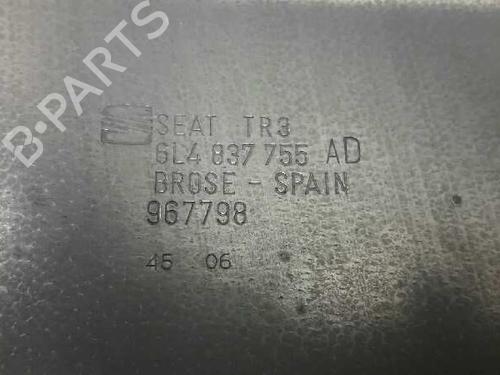 B-PARTS
SEAT TR3
6L4 837 755 AD
BROSE - SPAIN
967798
45 06